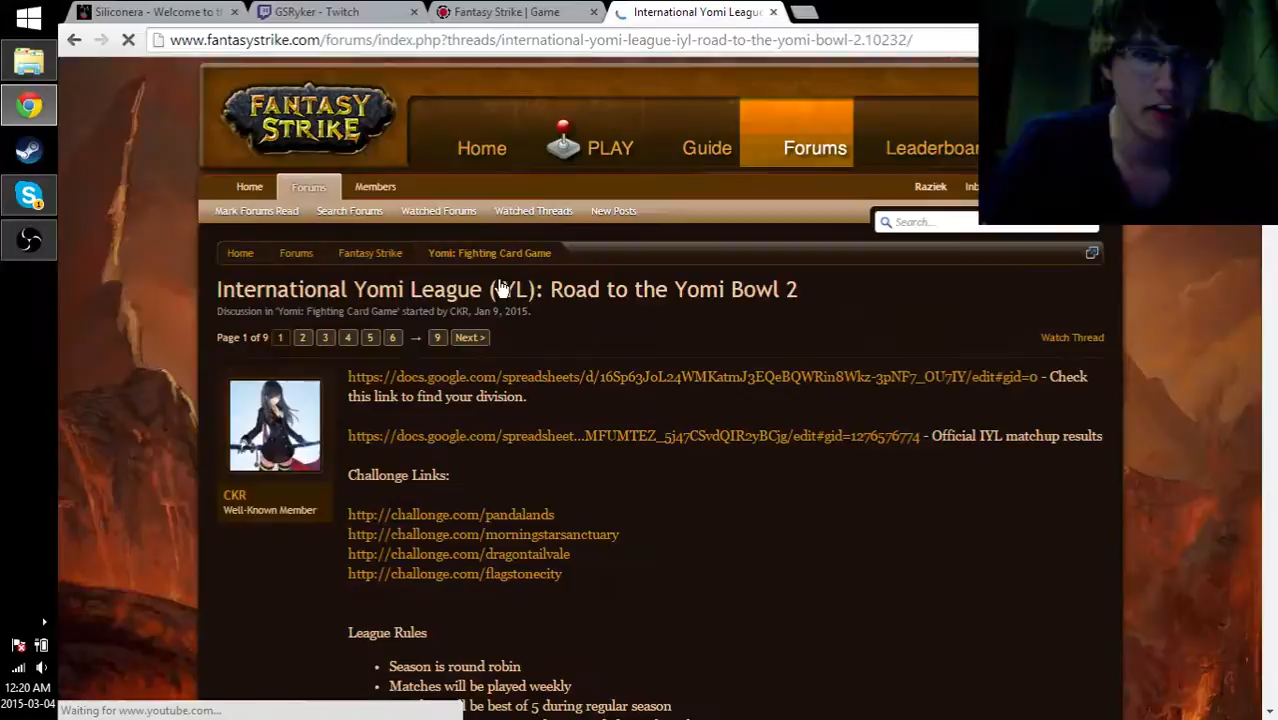 Siliconera - Welcome to th
GSRyker - Twitch
Fantasy Strike | Game
International Yomi League
www.fantasystrike.com/forums/index.php?threads/international-yomi-league-iyl-road-to-the-yomi-bowl-2.10232/
FANTASY
STRIKE
Home
PLAY
Guide
Forums
Leaderboar
Home
Forums
Members
Raziek
Inb
Mark Forums Read
Search Forums
Watched Forums
Watched Threads
New Posts
Search...
Home
Forums
Fantasy Strike
Yomi: Fighting Card Game
International Yomi League (IYL): Road to the Yomi Bowl 2
Discussion in 'Yomi: Fighting Card Game' started by CKR, Jan 9, 2015.
Page 1 of 9 1 2 3 4 5 6 → 9 Next >
Watch Thread
https://docs.google.com/spreadsheets/d/16Sp63JoL24WMKatmJ3EQeBQWRin8Wkz-3pNF7_OU7IY/edit#gid=0 - Check
this link to find your division.
https://docs.google.com/spreadsheet...MFUMTEZ_5j47CSvdQIR2yBCjg/edit#gid=1276576774 - Official IYL matchup results
Challonge Links:
CKR
Well-Known Member
http://challonge.com/pandalands
http://challonge.com/morningstarsanctuary
http://challonge.com/dragontailvale
http://challonge.com/flagstonecity
League Rules
• Season is round robin
• Matches will be played weekly
ll be best of 5 during regular season
12:20 AM
2015-03-04
Waiting for www.youtube.com...